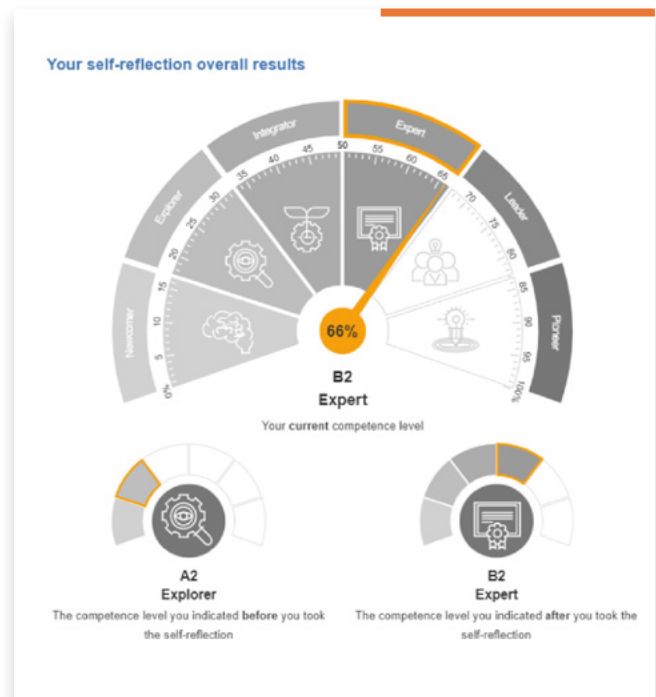 Your self-reflection overall results
Newcomer
Explorer
Integrator
Expert
Leader
Pioneer
0%
5
10
15
20
25
30
35
40
45
50
55
60
65
70
75
80
85
90
95
100%
66%
B2
Expert
Your current competence level
A2
Explorer
The competence level you indicated before you took
the self-reflection
B2
Expert
The competence level you indicated after you took the
self-reflection